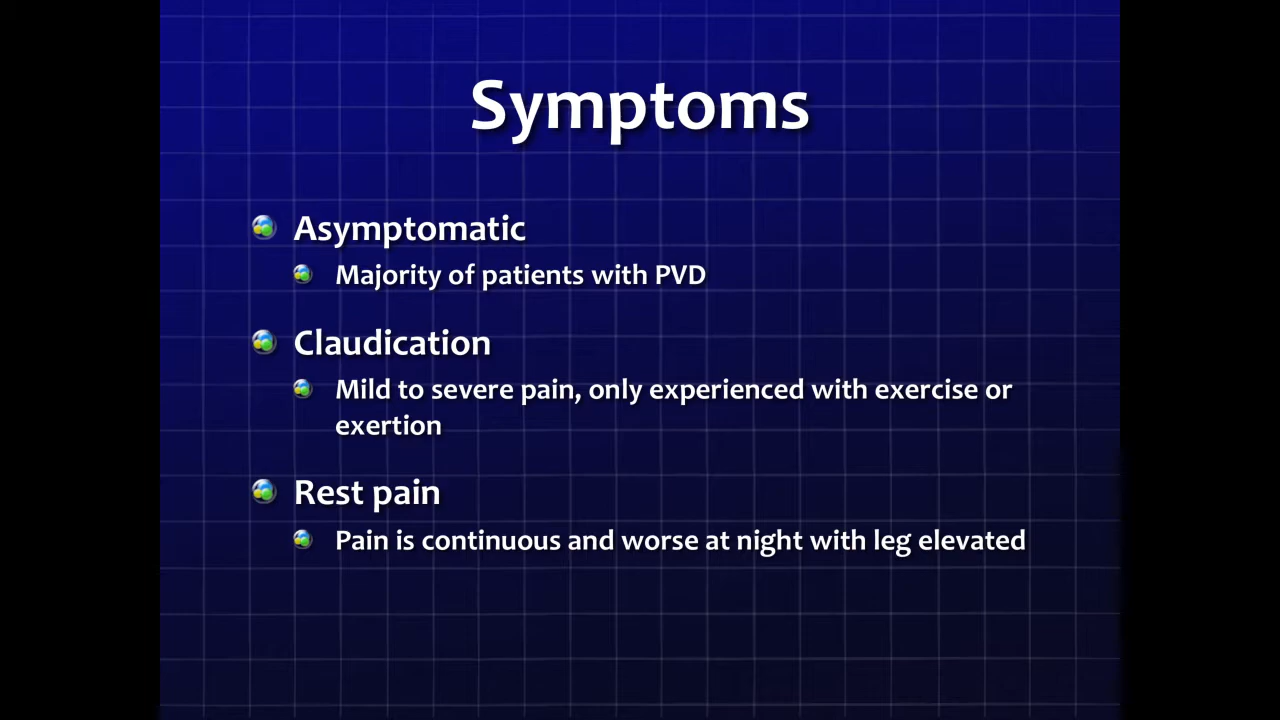 Symptoms
Asymptomatic
Majority of patients with PVD
Claudication
Mild to severe pain, only experienced with exercise or
exertion
Rest pain
Pain is continuous and worse at night with leg elevated